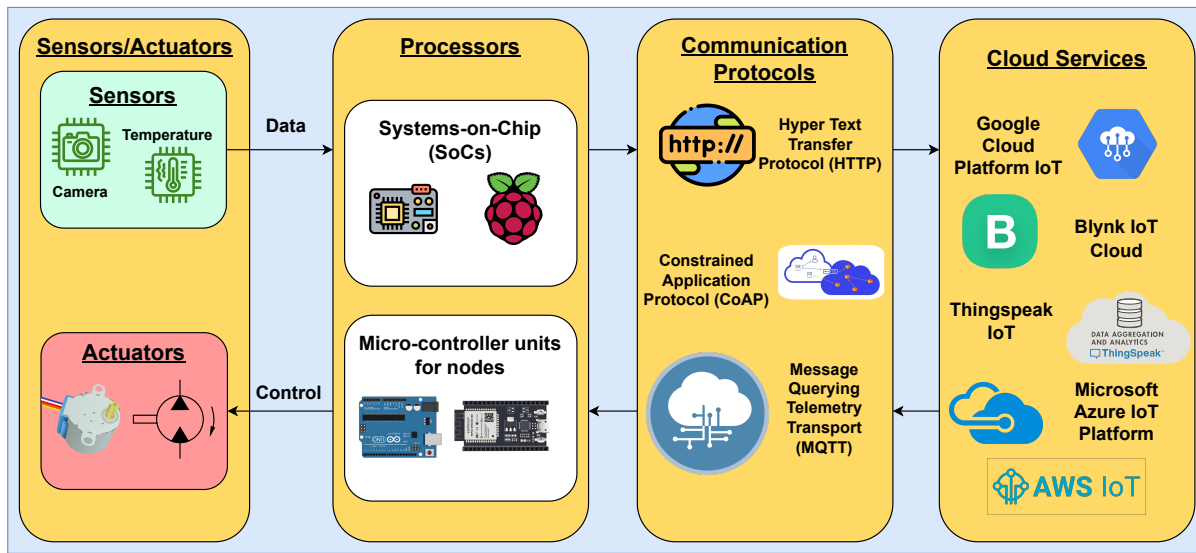 Sensors/Actuators
Sensors
Temperature
Camera
Actuators
Data
Control
Processors
Systems-on-Chip
(SoCs)
Micro-controller units
for nodes
Communication
Protocols
http://
Hyper Text
Transfer
Protocol (HTTP)
Constrained
Application
Protocol (CoAP)
Message
Querying
Telemetry
Transport
(MQTT)
Cloud Services
Google
Cloud
Platform IoT
B
Blynk IoT
Cloud
Thingspeak
IoT
DATA AGGREGATION
AND ANALYTICS
ThingSpeak
Microsoft
Azure IoT
Platform
AWS IoT